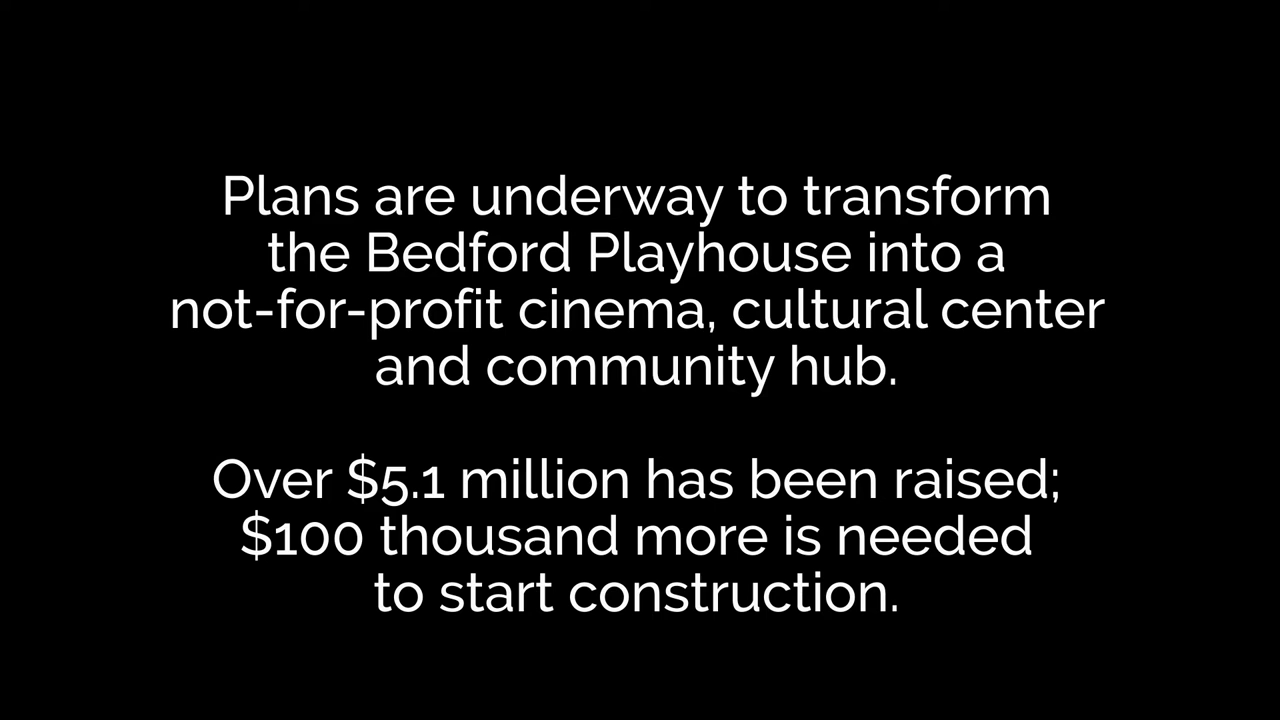 Plans are underway to transform
the Bedford Playhouse into a
not-for-profit cinema, cultural center
and community hub.
Over $5.1 million has been raised;
$100 thousand more is needed
to start construction.